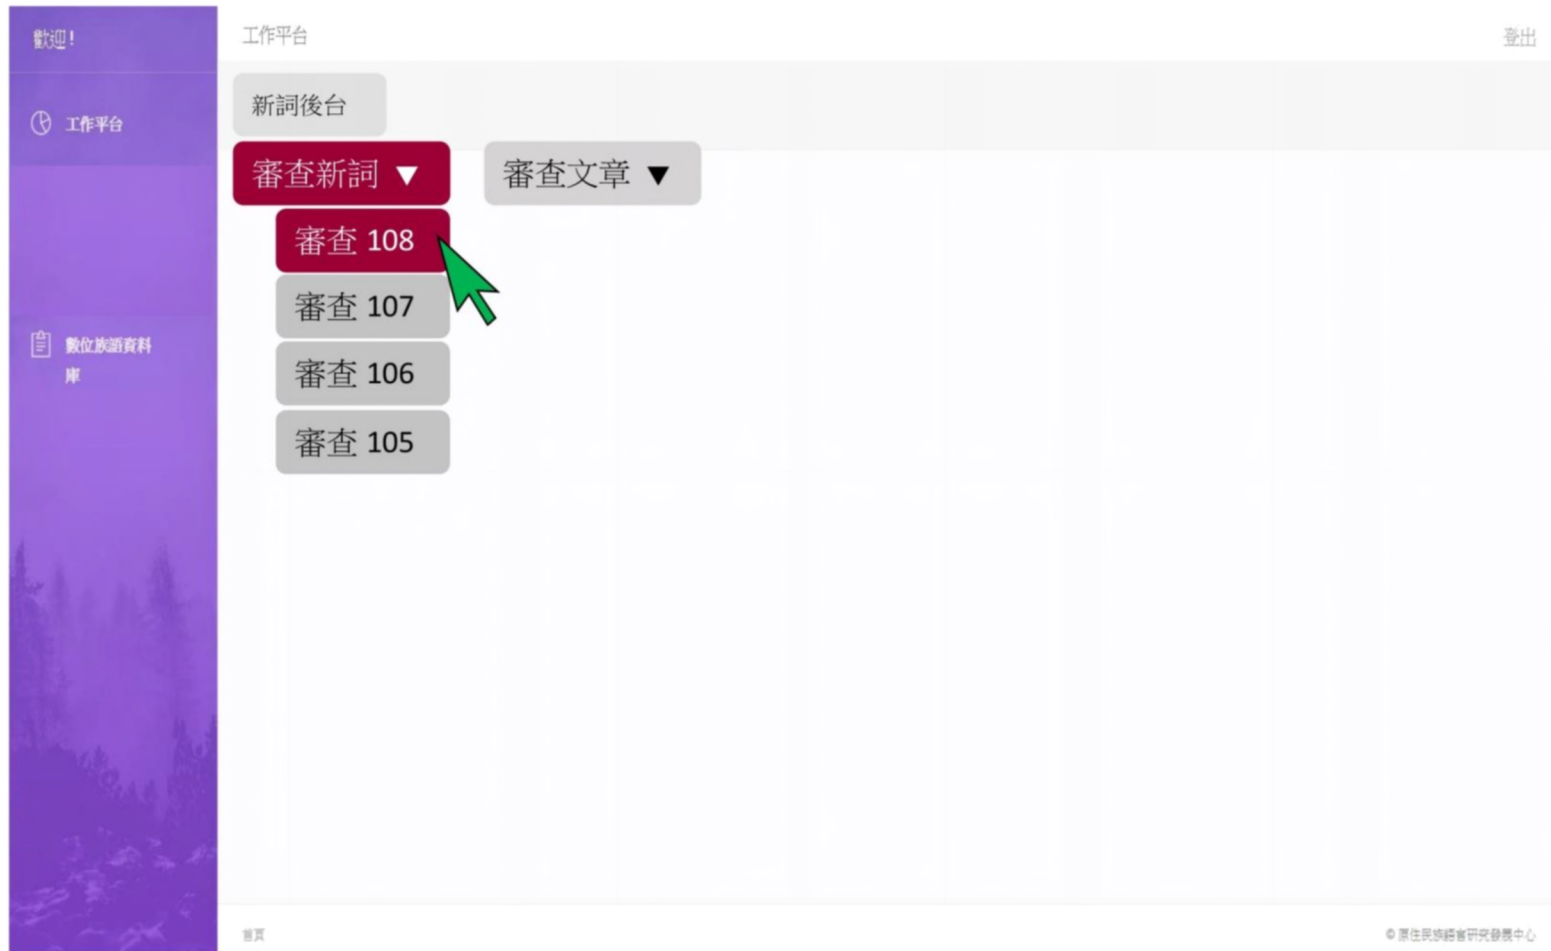 歡迎!
工作平台
登出
工作平台
數位族語資料
庫
新詞後台
審查新詞 ▼
審查文章 ▼
審查 108
審查 107
審查 106
審查 105
首頁
© 原住民族語言研究發展中心